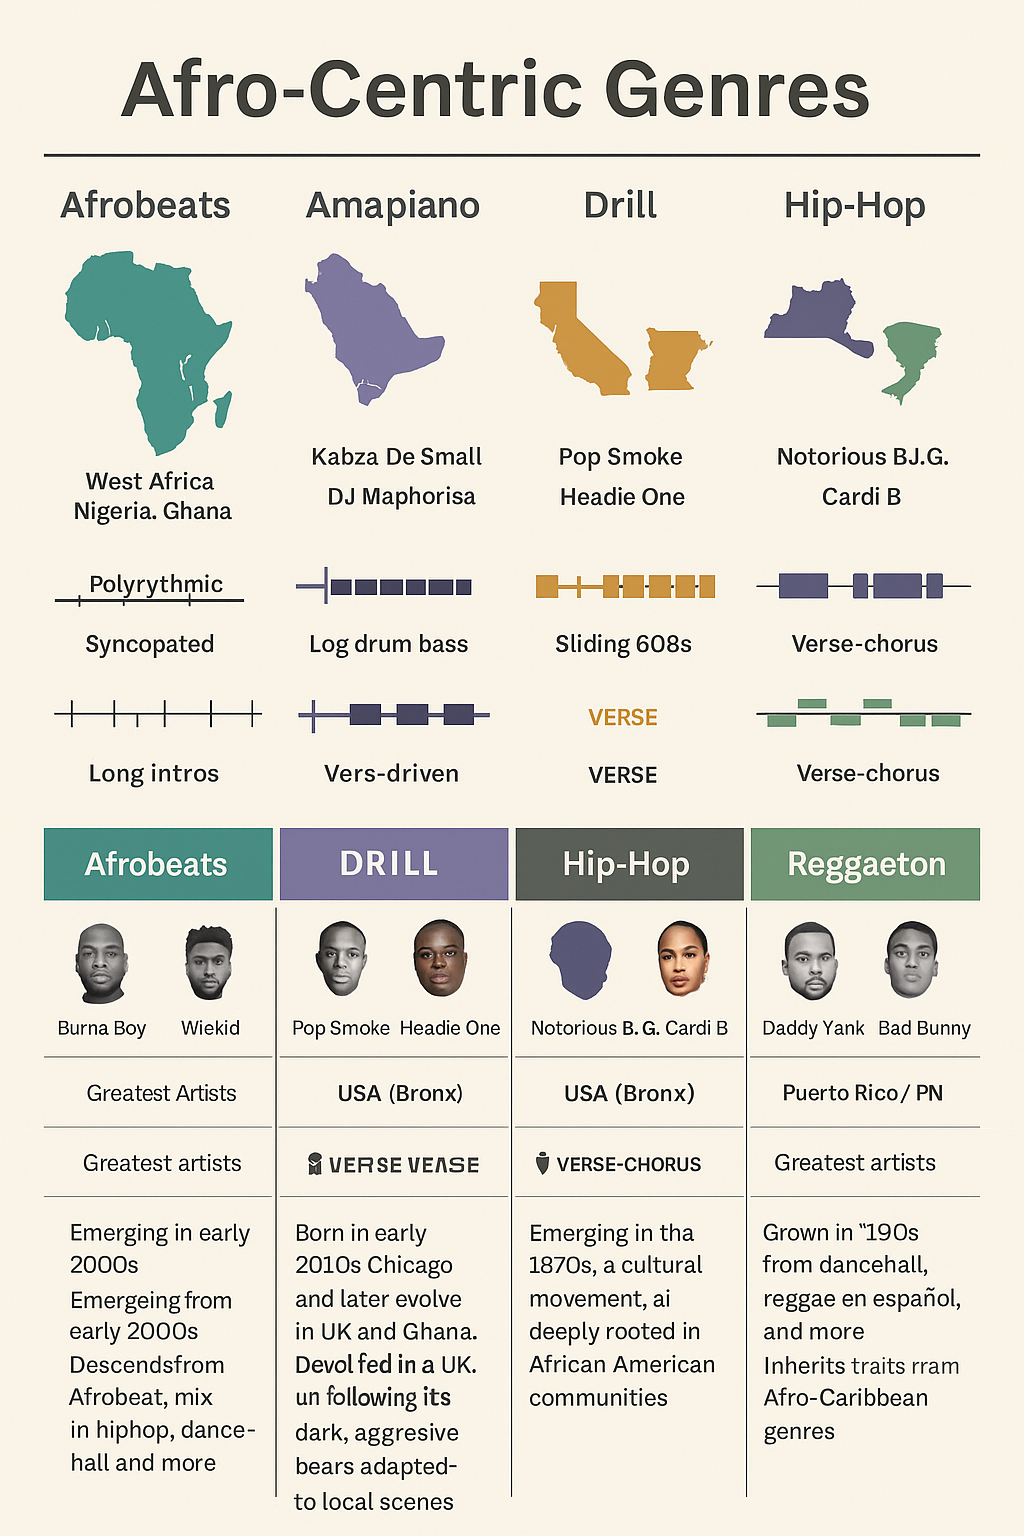 Afro-Centric Genres
Afrobeats
Amapiano
Drill
Hip-Hop
West Africa
Nigeria. Ghana
Kabza De Small
DJ Maphorisa
Pop Smoke
Headie One
Notorious BJ.G.
Cardi B
Polyrythmic
Syncopated
Log drum bass
Sliding 608s
Verse-chorus
VERSE
Long intros
Vers-driven
VERSE
Verse-chorus
Afrobeats
DRILL
Hip-Hop
Reggaeton
Burna Boy
Wiekid
Pop Smoke
Headie One
Notorious B. G.
Cardi B
Daddy Yank
Bad Bunny
Greatest Artists
USA (Bronx)
USA (Bronx)
Puerto Rico/ PN
Greatest artists
VERSE VEASE
VERSE-CHORUS
Greatest artists
Emerging in early
2000s
Emergeing from
early 2000s
Descendsfrom
Afrobeat, mix
in hiphop, dance-
hall and more
Born in early
2010s Chicago
and later evolve
in UK and Ghana.
Devol fed in a UK.
un following its
dark, aggresive
bears adapted-
to local scenes
Emerging in tha
1870s, a cultural
movement, ai
deeply rooted in
African American
communities
Grown in "190s
from dancehall,
reggae en español,
and more
Inherits traits rram
Afro-Caribbean
genres